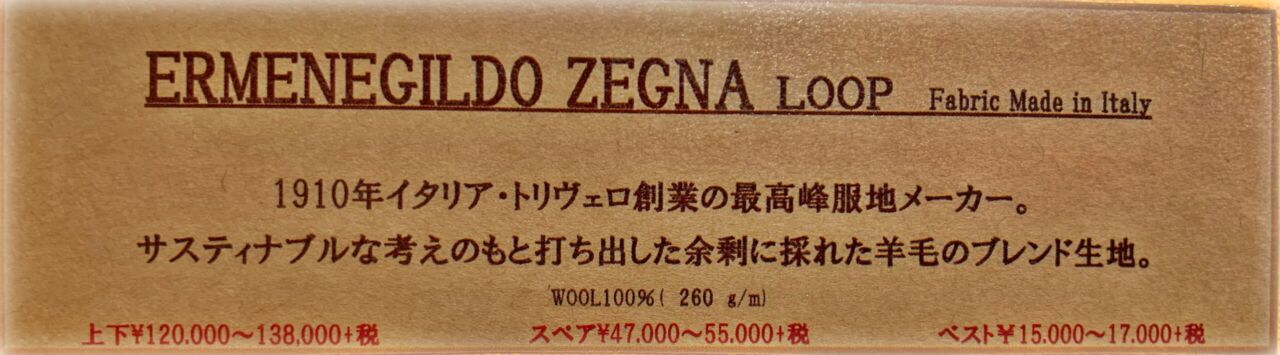 ERMENEGILDO ZEGNA LOOP Fabric Made in Italy
1910年イタリア・トリヴェロ創業の最高峰服地メーカー。
サスティナブルな考えのもと打ち出した余剰に採れた羊毛のブレンド生地。
WOOL100%( 260 g/m)
上下¥120.000～138,000+税 スペア¥47.000～55.000+税 ベスト¥15.000～17.000+税